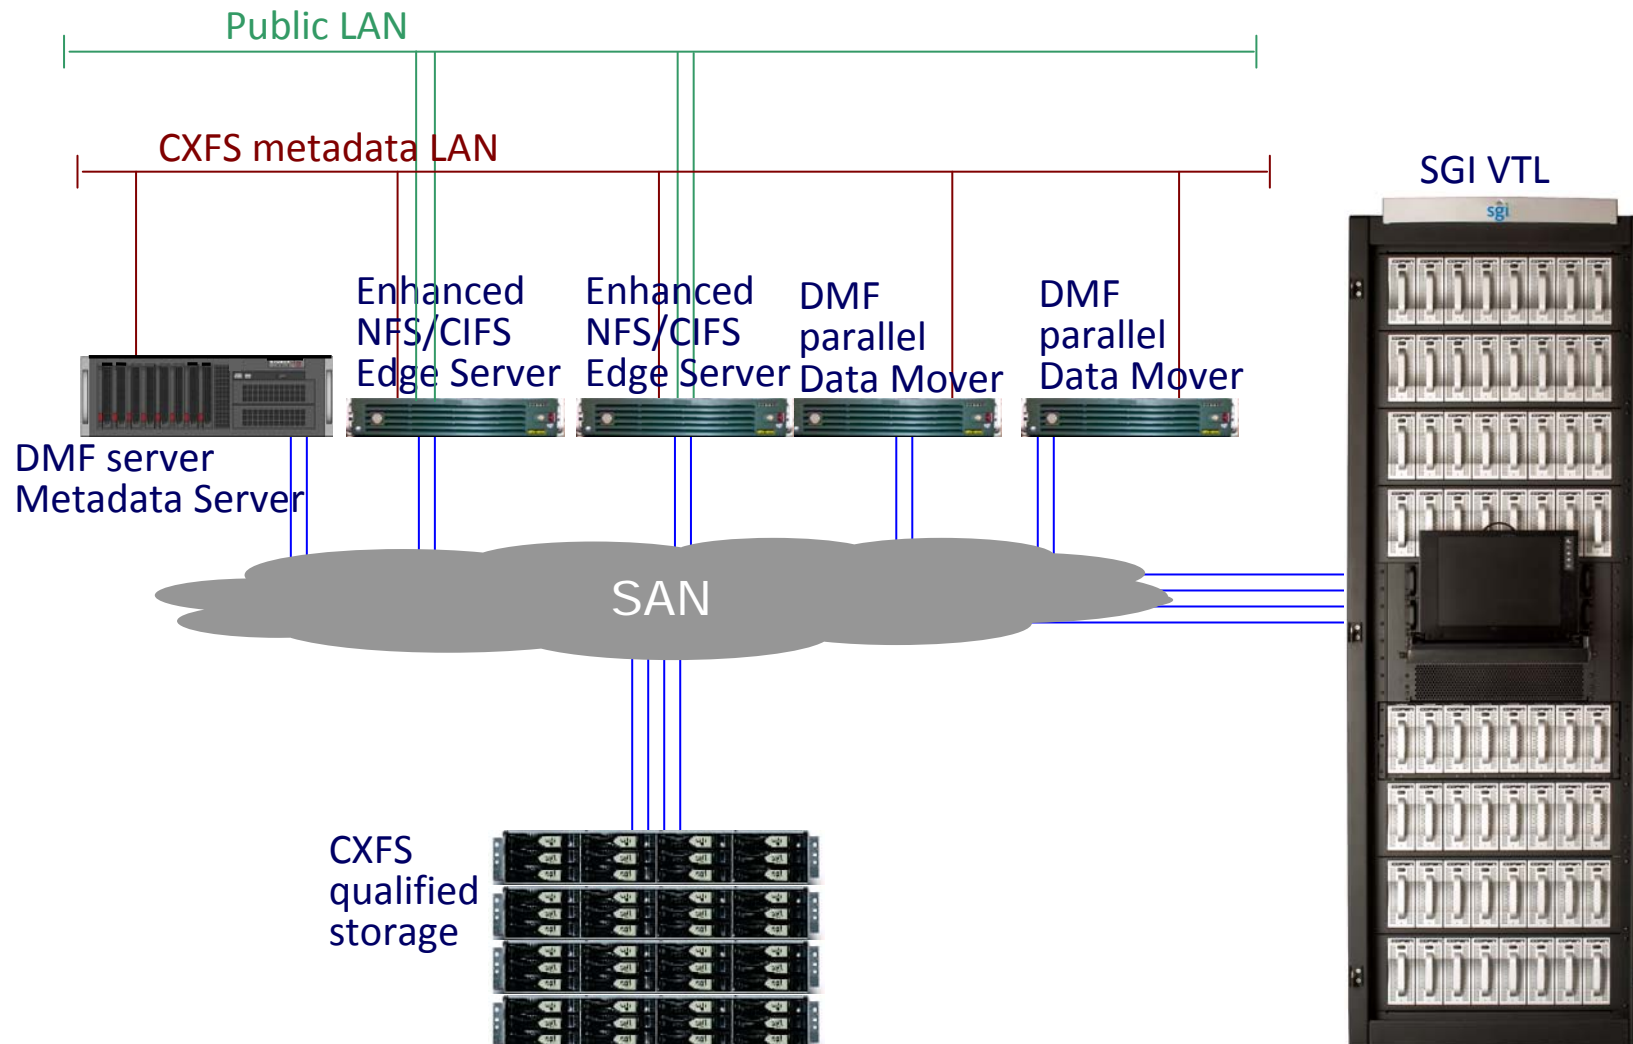 Public LAN
CXFS metadata LAN
SGI VTL
sgi
Enhanced
NFS/CIFS
Edge Server
Enhanced
NFS/CIFS
Edge Server
DMF
parallel
Data Mover
DMF
parallel
Data Mover
DMF server
Metadata Server
SAN
CXFS
qualified
storage